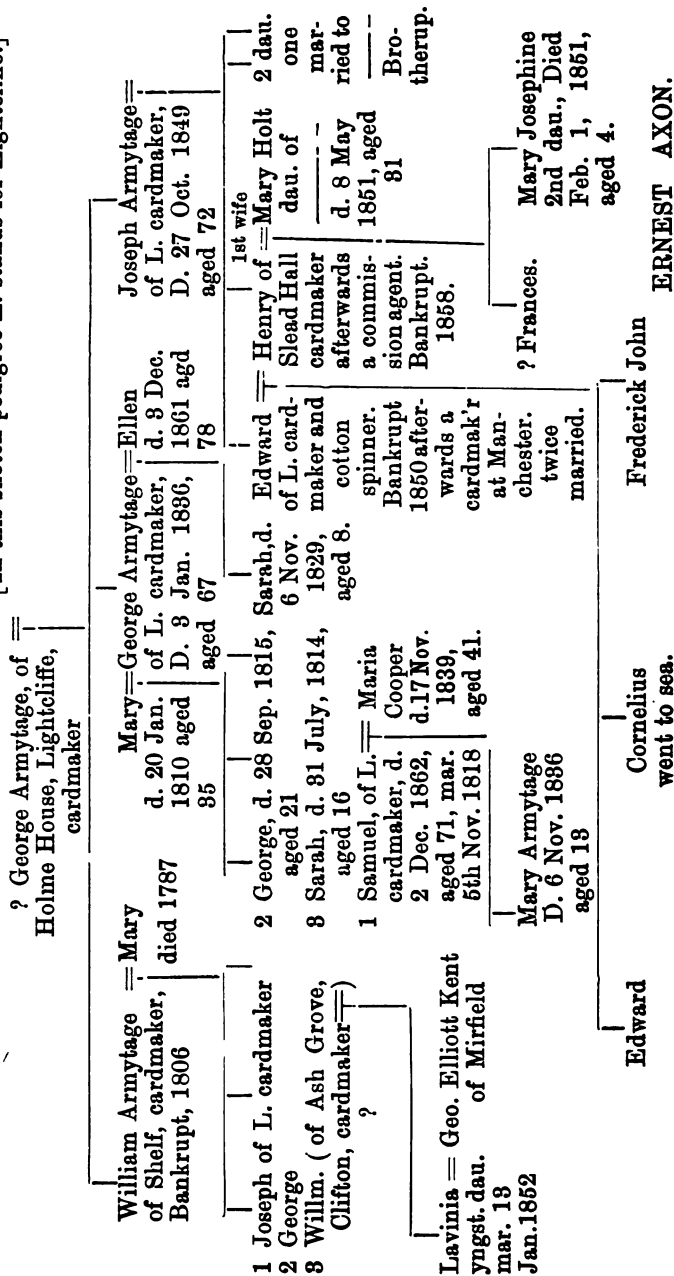 ? George Armytage, of =
Holme House, Lightcliffe,
cardmaker
William Armytage = Mary
of Shelf, cardmaker, died 1787
Bankrupt, 1806
Mary = George Armytage = Ellen
d. 20 Jan. of L. cardmaker, d. 3 Dec.
1810 aged D. 3 Jan. 1836, 1861 agd
35 aged 67 78
Joseph Armytage =
of L. cardmaker,
D. 27 Oct. 1849
aged 72
1 Joseph of L. cardmaker
2 George
3 Willm. (of Ash Grove,
Clifton, cardmaker =)
?
2 George, d. 28 Sep. 1815,
aged 21
3 Sarah, d. 31 July, 1814,
aged 16
1 Samuel, of L. = Maria
cardmaker, d. Cooper
2 Dec. 1862, d. 17 Nov.
aged 71, mar. 1839,
5th Nov. 1818 aged 41.
Sarah, d.
6 Nov.
1829,
aged 8.
Edward =
of L. card-
maker and
cotton
spinner.
Bankrupt
1850 after-
wards a
cardmak'r
at Man-
chester.
twice
married.
1st wife
Henry of = Mary Holt
Slead Hall dau. of
cardmaker ————
afterwards d. 8 May
a commis- 1851, aged
sion agent. 31
Bankrupt.
1858.
2 dau.
one
mar-
ried to
——
Bro-
therup.
Lavinia = Geo. Elliott Kent
yngst. dau. of Mirfield
mar. 13
Jan. 1852
Mary Armytage
D. 6 Nov. 1836
aged 13
? Frances.
Mary Josephine
2nd dau., Died
Feb. 1, 1851,
aged 4.
Edward
Cornelius
went to sea.
Frederick John
ERNEST AXON.